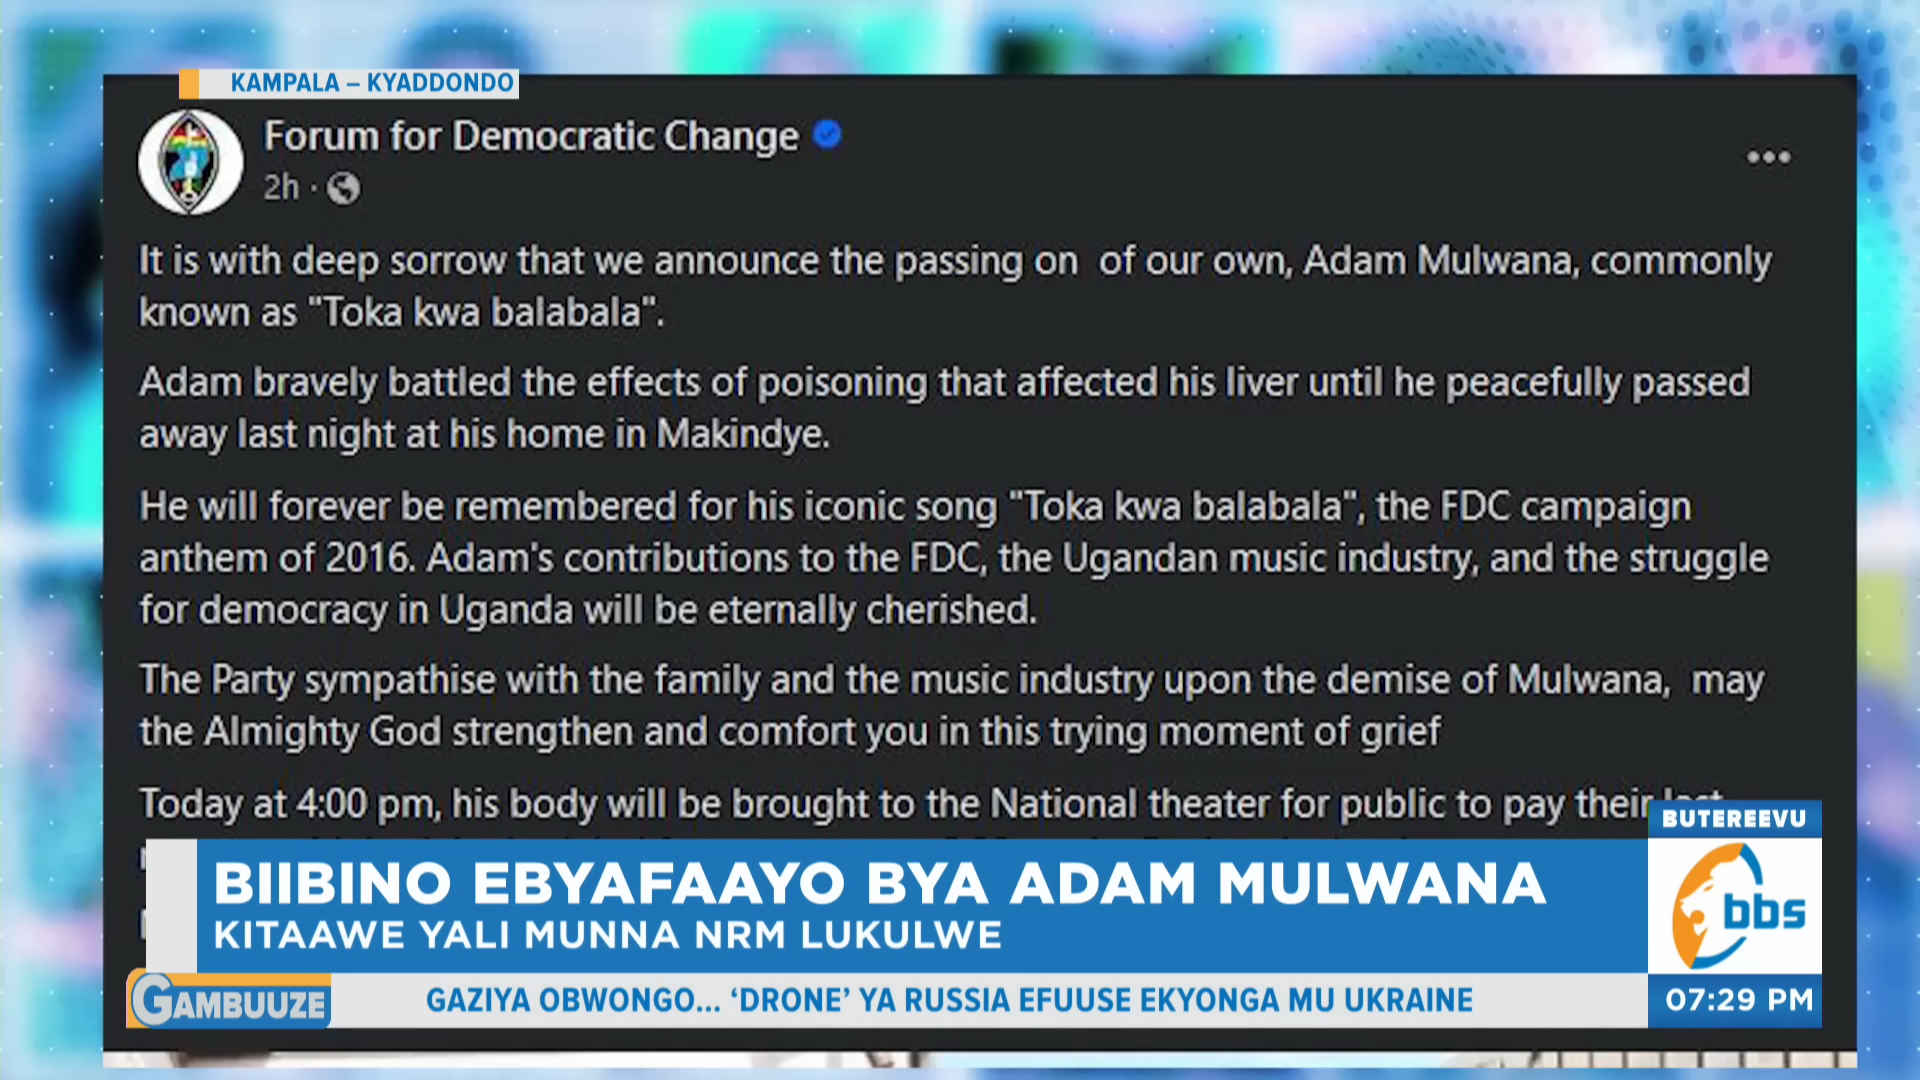 KAMPALA – KYADDONDO
Forum for Democratic Change
2h ·
It is with deep sorrow that we announce the passing on of our own, Adam Mulwana, commonly
known as "Toka kwa balabala".
Adam bravely battled the effects of poisoning that affected his liver until he peacefully passed
away last night at his home in Makindye.
He will forever be remembered for his iconic song "Toka kwa balabala", the FDC campaign
anthem of 2016. Adam's contributions to the FDC, the Ugandan music industry, and the struggle
for democracy in Uganda will be eternally cherished.
The Party sympathise with the family and the music industry upon the demise of Mulwana, may
the Almighty God strengthen and comfort you in this trying moment of grief
Today at 4:00 pm, his body will be brought to the National theater for public to pay their last
BUTEREEVU
BIIBINO EBYAFAAYO BYA ADAM MULWANA
KITAAWE YALI MUNNA NRM LUKULWE
bbs
GAMBUUZE
GAZIYA OBWONGO... ‘DRONE’ YA RUSSIA EFUUSE EKYONGA MU UKRAINE
07:29 PM